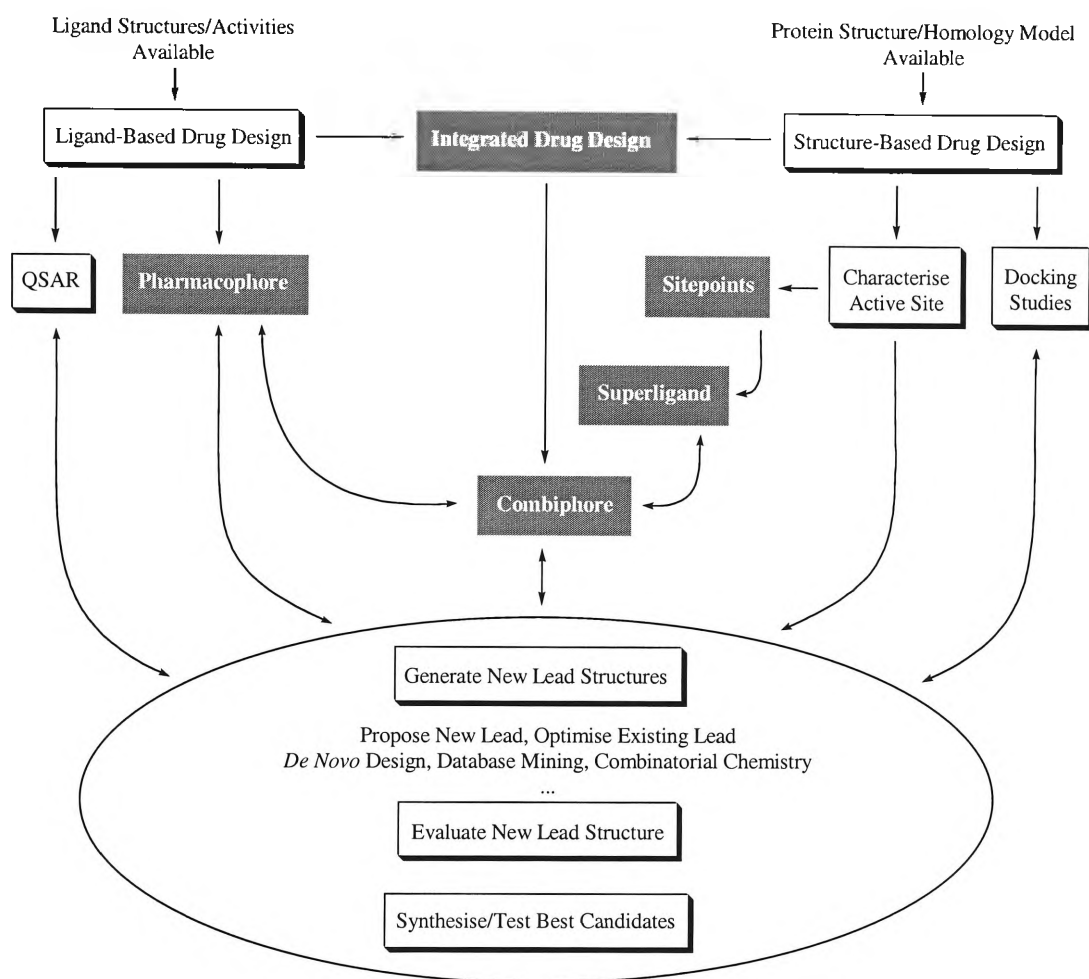 Ligand Structures/Activities
Available
Protein Structure/Homology Model
Available
Ligand-Based Drug Design
Integrated Drug Design
Structure-Based Drug Design
QSAR
Pharmacophore
Sitepoints
Characterise
Active Site
Docking
Studies
Superligand
Combiphore
Generate New Lead Structures
Propose New Lead, Optimise Existing Lead
De Novo Design, Database Mining, Combinatorial Chemistry
...
Evaluate New Lead Structure
Synthesise/Test Best Candidates